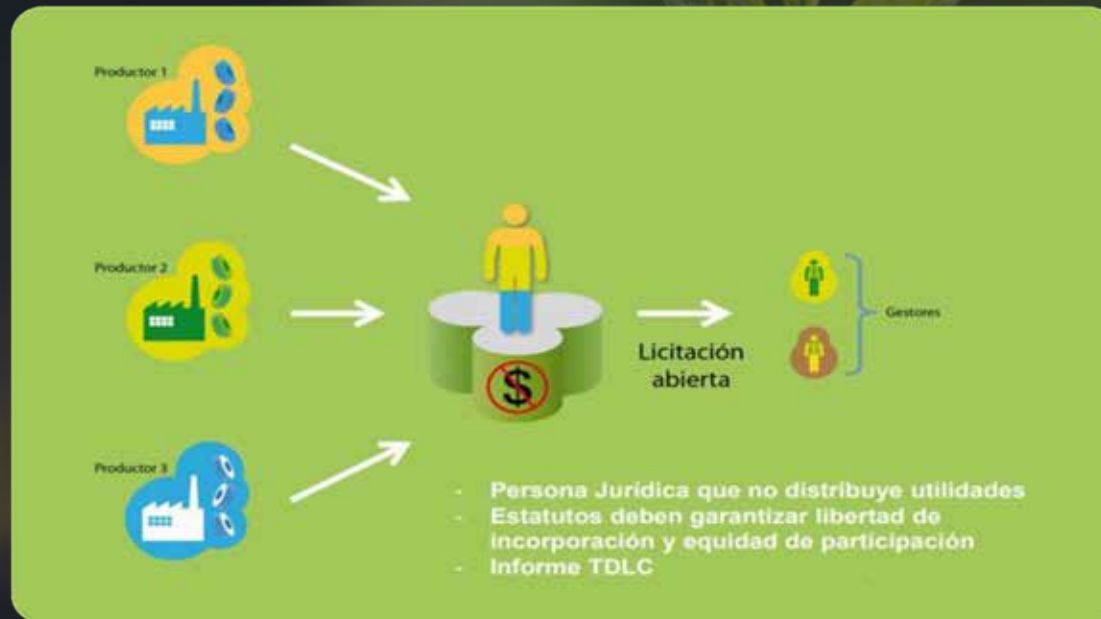 Productor 1
Productor 2
Productor 3
$
Licitación
abierta
Gestores
- Persona Jurídica que no distribuye utilidades
- Estatutos deben garantizar libertad de
incorporación y equidad de participación
- Informe TDLC